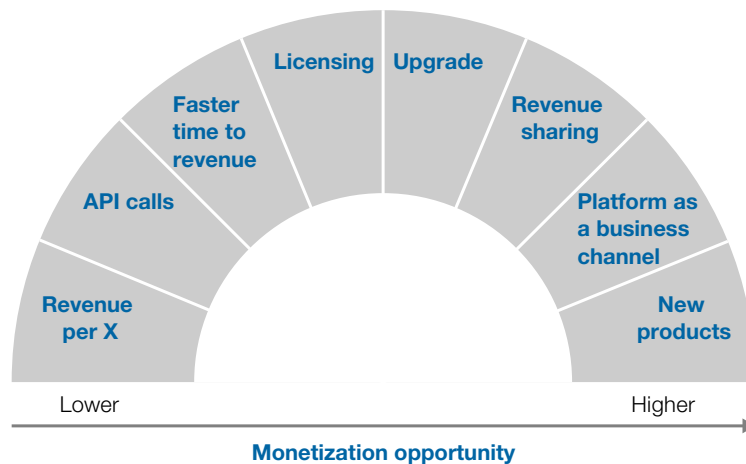 Licensing
Upgrade
Faster
time to
revenue
Revenue
sharing
API calls
Platform as
a business
channel
Revenue
per X
New
products
Lower
Higher
Monetization opportunity